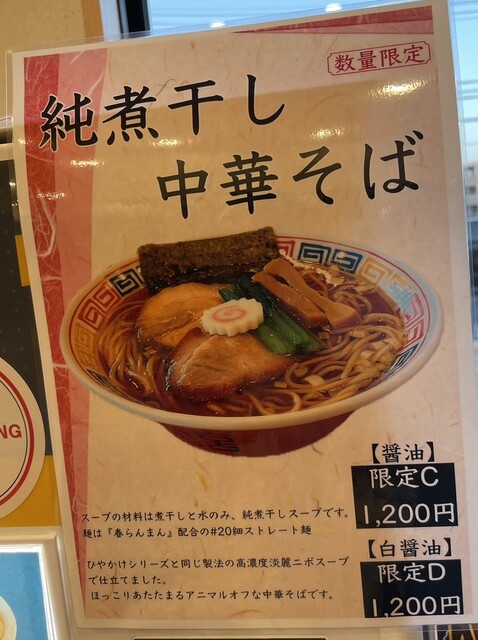 数量限定
純煮干し
中華そば
【醤油】
限定C
1,200円
【白醤油】
限定D
1,200円
スープの材料は煮干しと水のみ、純煮干しスープです。
麺は『春らんまん』配合の#20細ストレート麺
ひやかけシリーズと同じ製法の高濃度淡麗ニボスープ
で仕立てました。
ほっこりあたたまるアニマルオフな中華そばです。
NG